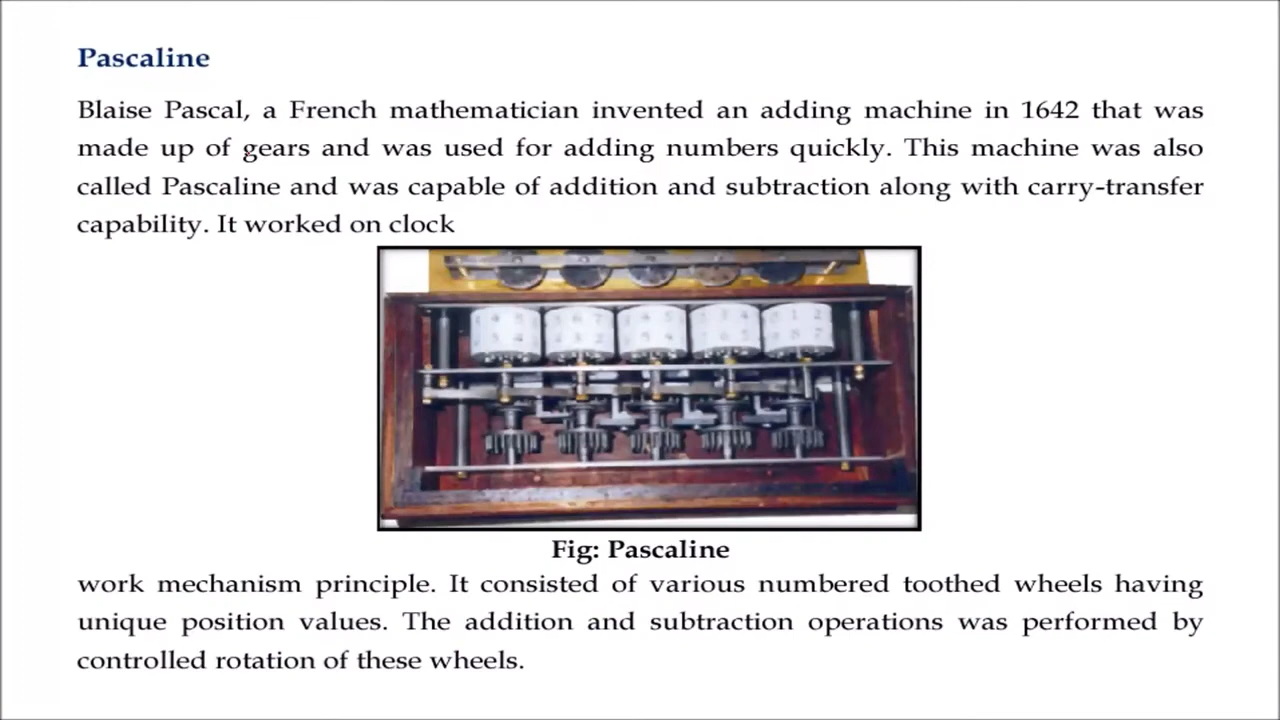 Pascaline
Blaise Pascal, a French mathematician invented an adding machine in 1642 that was
made up of gears and was used for adding numbers quickly. This machine was also
called Pascaline and was capable of addition and subtraction along with carry-transfer
capability. It worked on clock
Fig: Pascaline
work mechanism principle. It consisted of various numbered toothed wheels having
unique position values. The addition and subtraction operations was performed by
controlled rotation of these wheels.